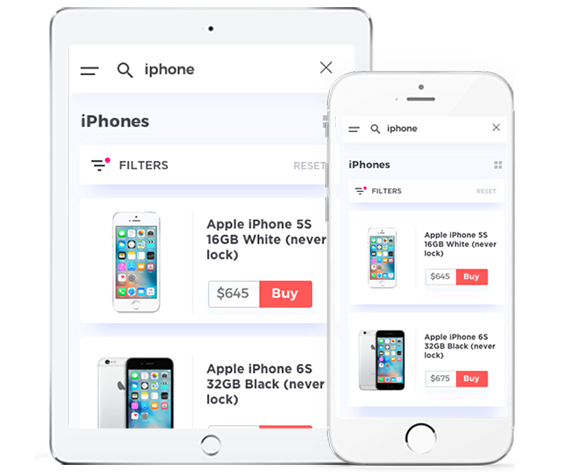 iphone
iPhones
FILTERS
RESET
Apple iPhone 5S
16GB White (never
lock)
$645 Buy
Apple iPhone 6S
32GB Black (never
lock)
iphone
iPhones
FILTERS
RESET
Apple iPhone 5S
16GB White (never
lock)
$645 Buy
Apple iPhone 6S
32GB Black (never
lock)
$675 Buy